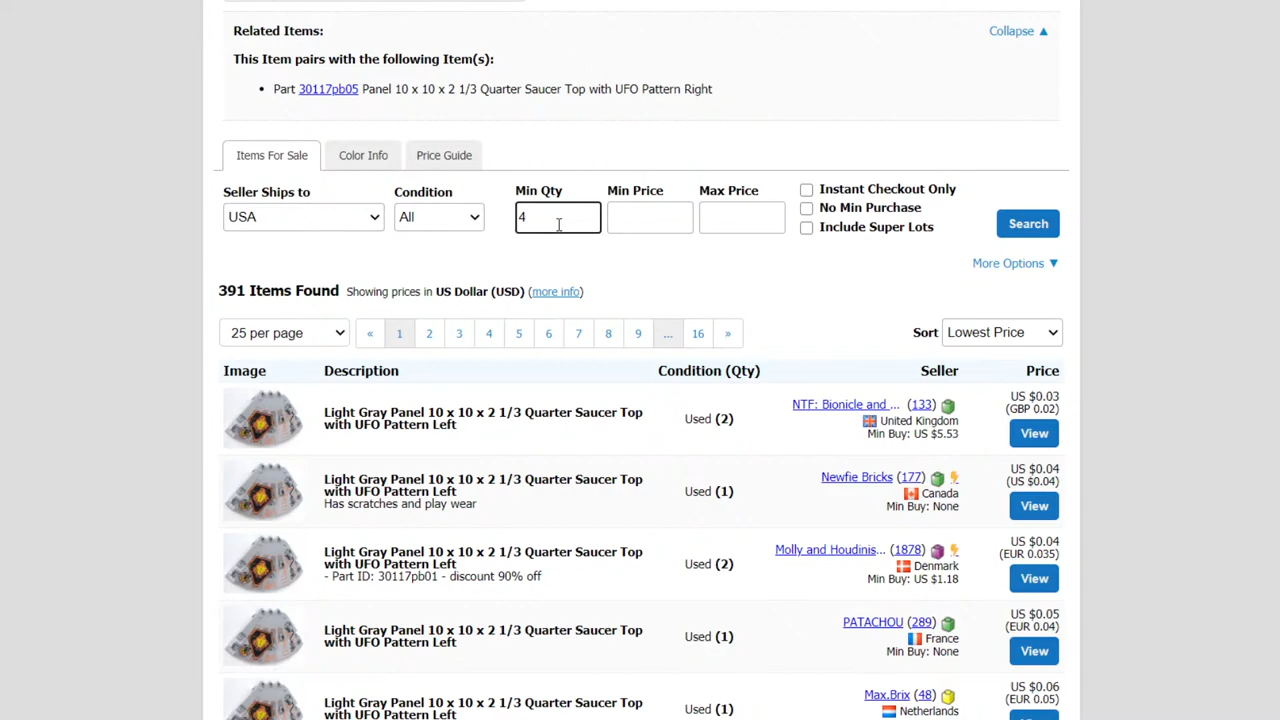 Related Items:
Collapse ▲
This Item pairs with the following Item(s):
• Part 30117pb05 Panel 10 x 10 x 2 1/3 Quarter Saucer Top with UFO Pattern Right
Items For Sale Color Info Price Guide
Seller Ships to Condition Min Qty Min Price Max Price
USA All 4
Instant Checkout Only
No Min Purchase
Include Super Lots
Search
More Options ▼
391 Items Found Showing prices in US Dollar (USD) (more info)
25 per page « 1 2 3 4 5 6 7 8 9 ... 16 » Sort Lowest Price
Image Description Condition (Qty) Seller Price
Light Gray Panel 10 x 10 x 2 1/3 Quarter Saucer Top
with UFO Pattern Left
Used (2)
NTF: Bionicle and ... (133)
United Kingdom
Min Buy: US $5.53
US $0.03
(GBP 0.02)
View
Light Gray Panel 10 x 10 x 2 1/3 Quarter Saucer Top
with UFO Pattern Left
Has scratches and play wear
Used (1)
Newfie Bricks (177)
Canada
Min Buy: None
US $0.04
(US $0.04)
View
Light Gray Panel 10 x 10 x 2 1/3 Quarter Saucer Top
with UFO Pattern Left
- Part ID: 30117pb01 - discount 90% off
Used (2)
Molly and Houdinis... (1878)
Denmark
Min Buy: US $1.18
US $0.04
(EUR 0.035)
View
Light Gray Panel 10 x 10 x 2 1/3 Quarter Saucer Top
with UFO Pattern Left
Used (1)
PATACHOU (289)
France
Min Buy: None
US $0.05
(EUR 0.04)
View
Light Gray Panel 10 x 10 x 2 1/3 Quarter Saucer Top
with UFO Pattern Left
Used (1)
Max.Brix (48)
Netherlands
US $0.06
(EUR 0.05)